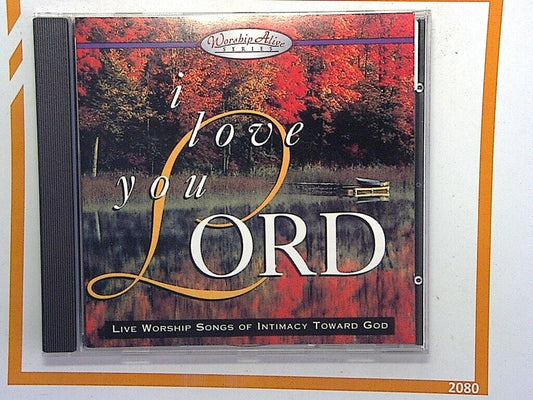 Worship Alive
SERIES
i
love
you
LORD
LIVE WORSHIP SONGS OF INTIMACY TOWARD GOD
2080